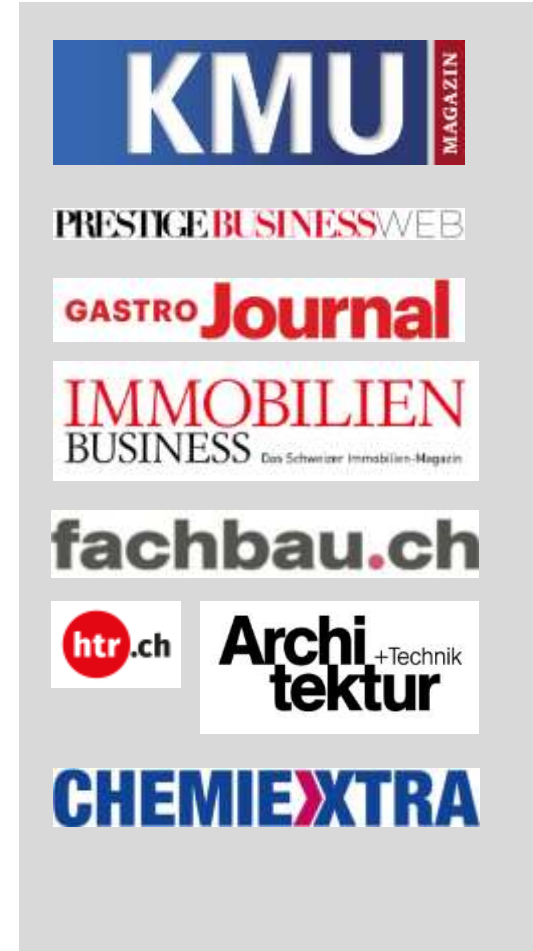 KMU MAGAZIN
PRESTIGEBUSINESSWEB
GASTRO Journal
IMMOBILIEN
BUSINESS Das Schweizer Immobilien-Magazin
fachbau.ch
htr.ch
Archi
+Technik
tektur
CHEMIEXTRA